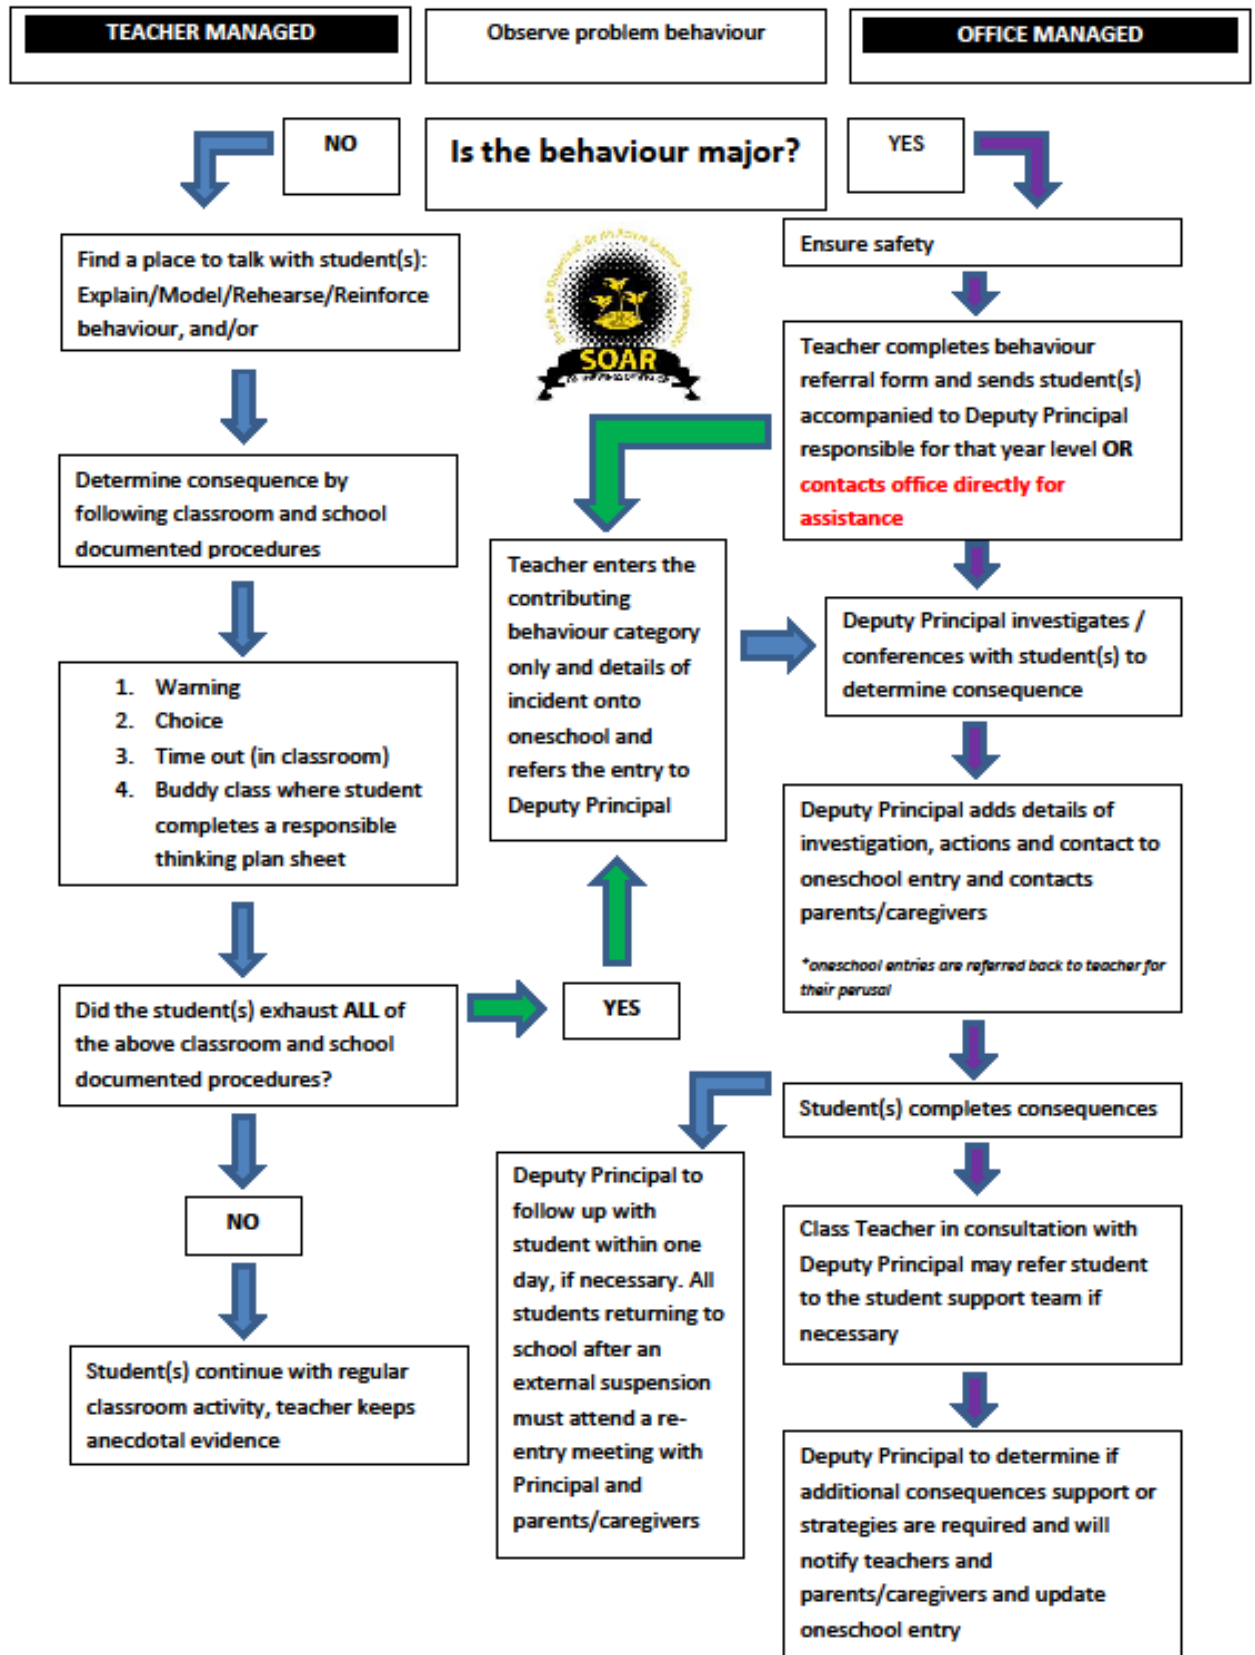 TEACHER MANAGED
Observe problem behaviour
OFFICE MANAGED
NO
Is the behaviour major?
YES
Find a place to talk with student(s):
Explain/Model/Rehearse/Reinforce
behaviour, and/or
Determine consequence by
following classroom and school
documented procedures
1. Warning
2. Choice
3. Time out (in classroom)
4. Buddy class where student
completes a responsible
thinking plan sheet
Did the student(s) exhaust ALL of
the above classroom and school
documented procedures?
NO
Student(s) continue with regular
classroom activity, teacher keeps
anecdotal evidence
SOAR
Teacher enters the
contributing
behaviour category
only and details of
incident onto
oneschool and
refers the entry to
Deputy Principal
YES
Deputy Principal to
follow up with
student within one
day, if necessary. All
students returning to
school after an
external suspension
must attend a re-
entry meeting with
Principal and
parents/caregivers
Ensure safety
Teacher completes behaviour
referral form and sends student(s)
accompanied to Deputy Principal
responsible for that year level OR
contacts office directly for
assistance
Deputy Principal investigates /
conferences with student(s) to
determine consequence
Deputy Principal adds details of
investigation, actions and contact to
oneschool entry and contacts
parents/caregivers
*oneschool entries are referred back to teacher for
their perusal
Student(s) completes consequences
Class Teacher in consultation with
Deputy Principal may refer student
to the student support team if
necessary
Deputy Principal to determine if
additional consequences support or
strategies are required and will
notify teachers and
parents/caregivers and update
oneschool entry